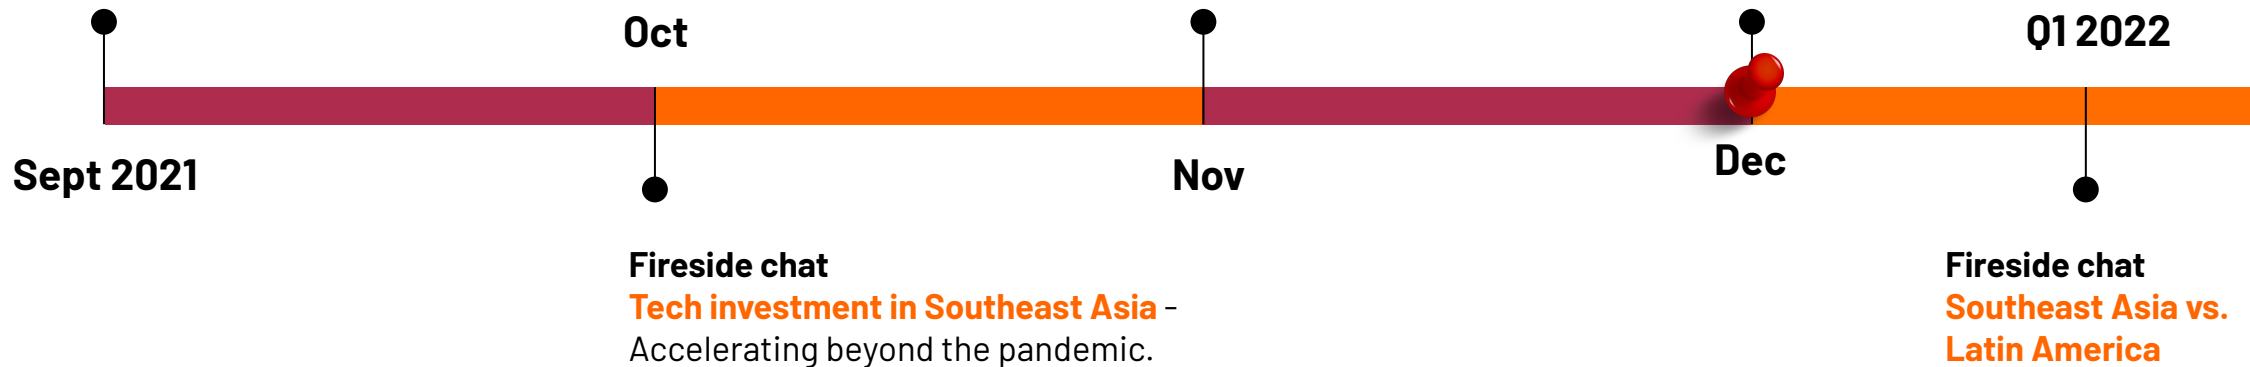 Oct
Q1 2022
Sept 2021
Nov
Dec
Fireside chat
Tech investment in Southeast Asia -
Accelerating beyond the pandemic.
Fireside chat
Southeast Asia vs.
Latin America